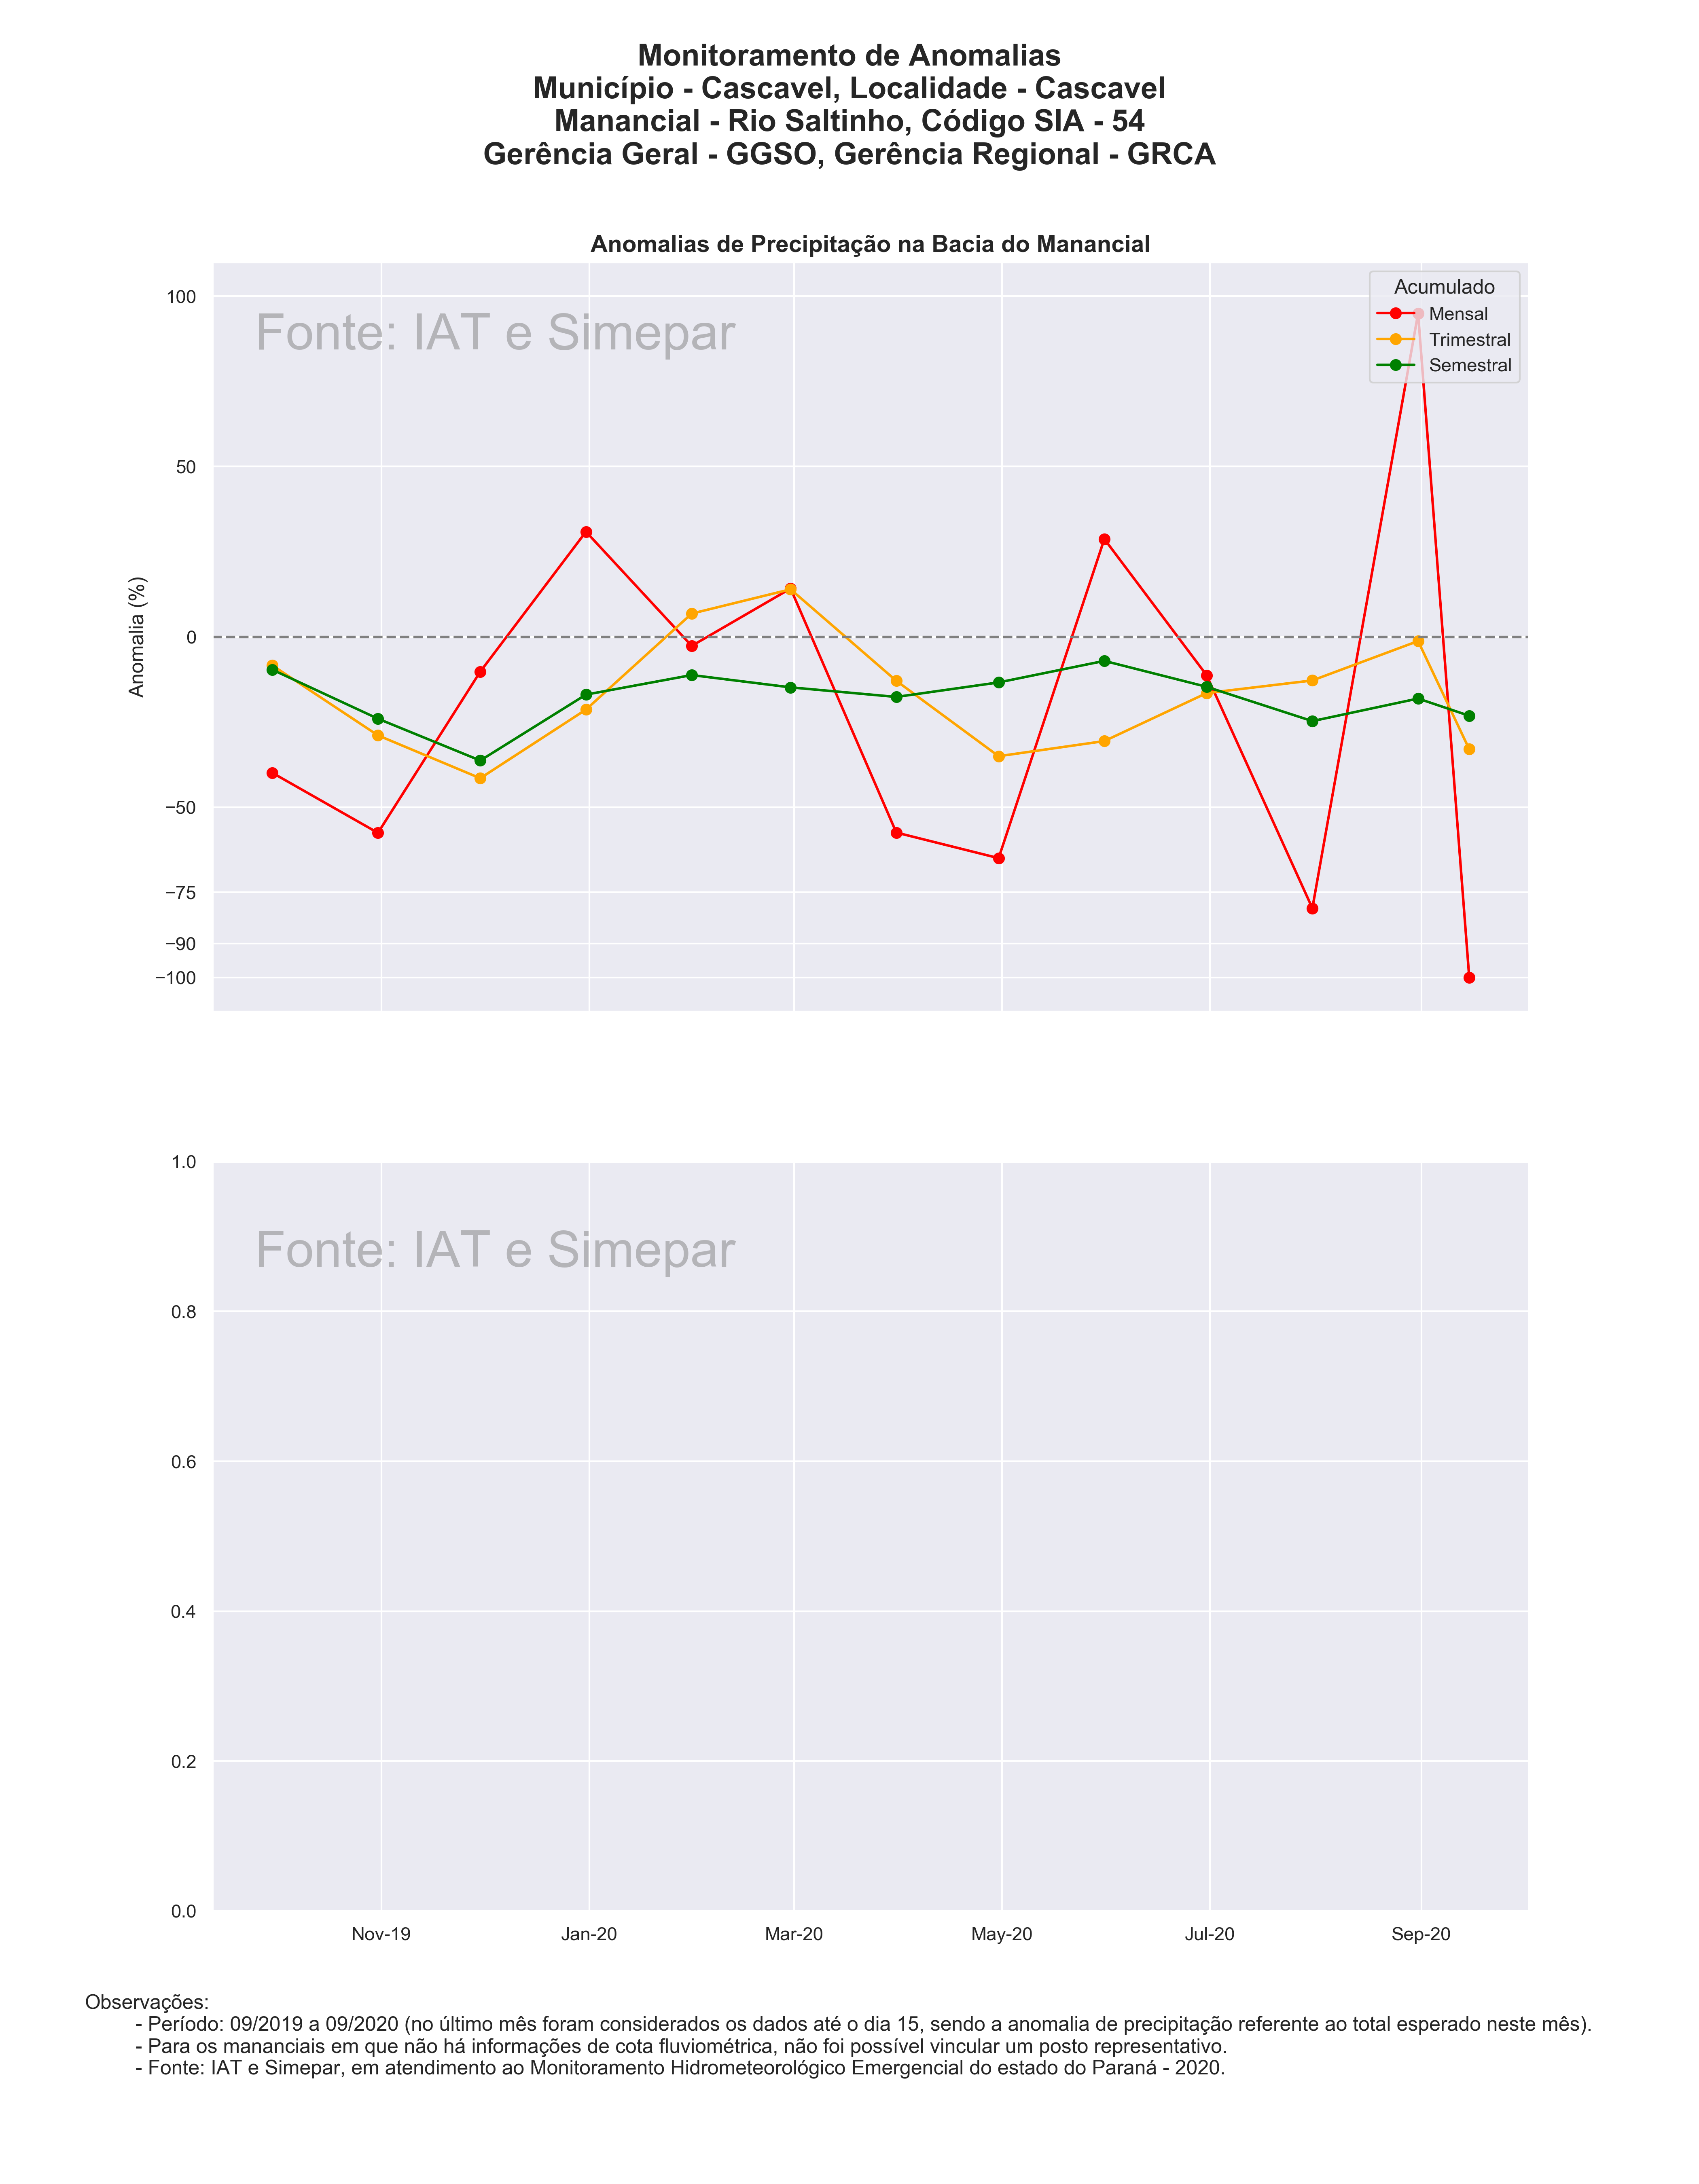 Monitoramento de Anomalias
Município - Cascavel, Localidade - Cascavel
Manancial - Rio Saltinho, Código SIA - 54
Gerência Geral - GGSO, Gerência Regional - GRCA
Anomalias de Precipitação na Bacia do Manancial
Fonte: IAT e Simepar
Acumulado
Mensal
Trimestral
Semestral
Anomalia (%)
100
50
0
−50
−75
−90
−100
Fonte: IAT e Simepar
1.0
0.8
0.6
0.4
0.2
0.0
Nov-19 Jan-20 Mar-20 May-20 Jul-20 Sep-20
Observações:
- Período: 09/2019 a 09/2020 (no último mês foram considerados os dados até o dia 15, sendo a anomalia de precipitação referente ao total esperado neste mês).
- Para os mananciais em que não há informações de cota fluviométrica, não foi possível vincular um posto representativo.
- Fonte: IAT e Simepar, em atendimento ao Monitoramento Hidrometeorológico Emergencial do estado do Paraná - 2020.